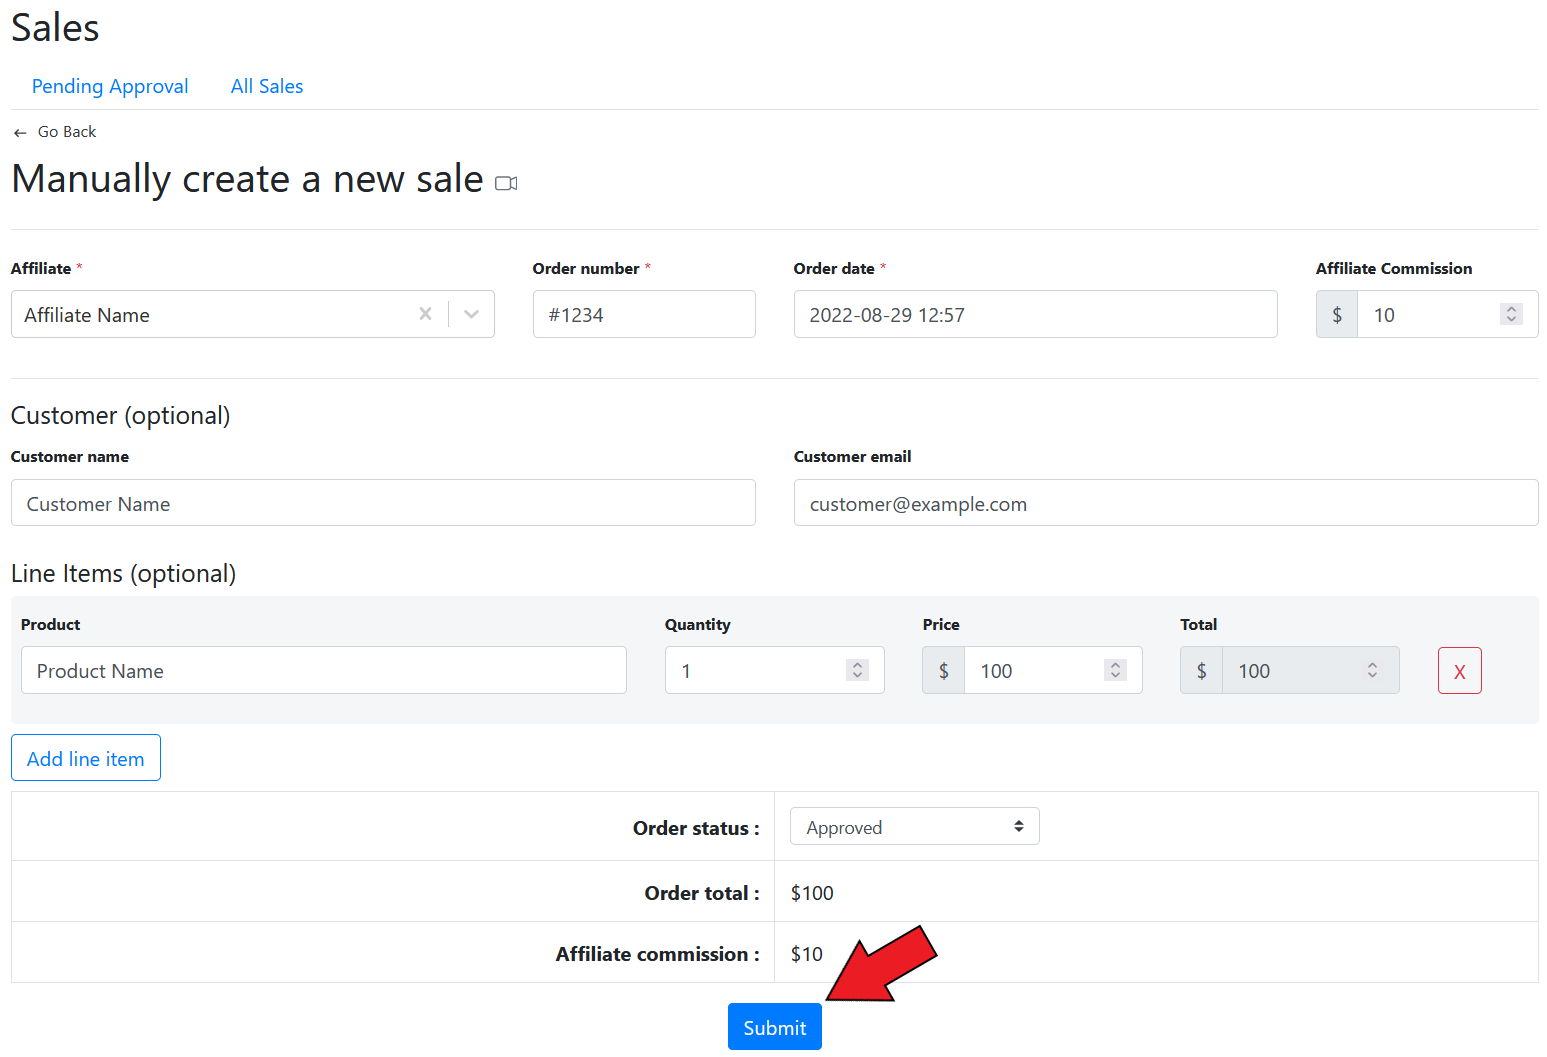 Sales
Pending Approval All Sales
← Go Back
Manually create a new sale
Affiliate * Order number * Order date * Affiliate Commission
Affiliate Name #1234 2022-08-29 12:57 $ 10
Customer (optional)
Customer name Customer email
Customer Name customer@example.com
Line Items (optional)
Product Quantity Price Total
Product Name 1 $ 100 $ 100 X
Add line item
Order status : Approved
Order total : $100
Affiliate commission : $10
Submit